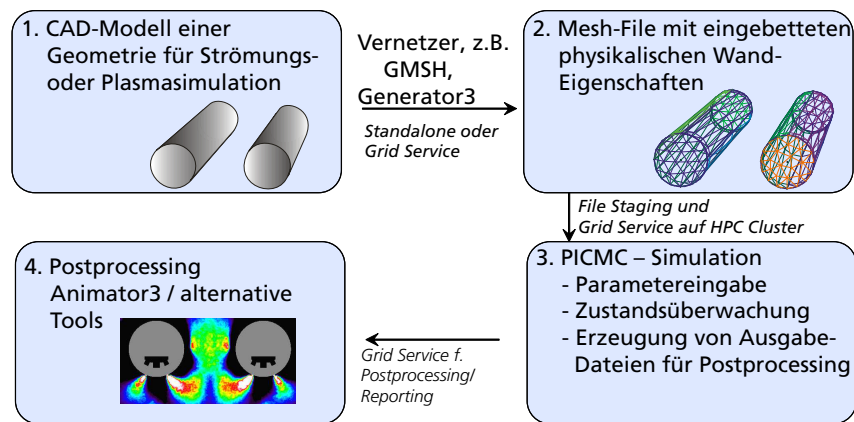 1. CAD-Modell einer
Geometrie für Strömungs-
oder Plasmasimulation
Vernetzer, z.B.
GMSH,
Generator3
Standalone oder
Grid Service
2. Mesh-File mit eingebetteten
physikalischen Wand-
Eigenschaften
File Staging und
Grid Service auf HPC Cluster
3. PICMC – Simulation
- Parametereingabe
- Zustandsüberwachung
- Erzeugung von Ausgabe-
Dateien für Postprocessing
Grid Service f.
Postprocessing/
Reporting
4. Postprocessing
Animator3 / alternative
Tools